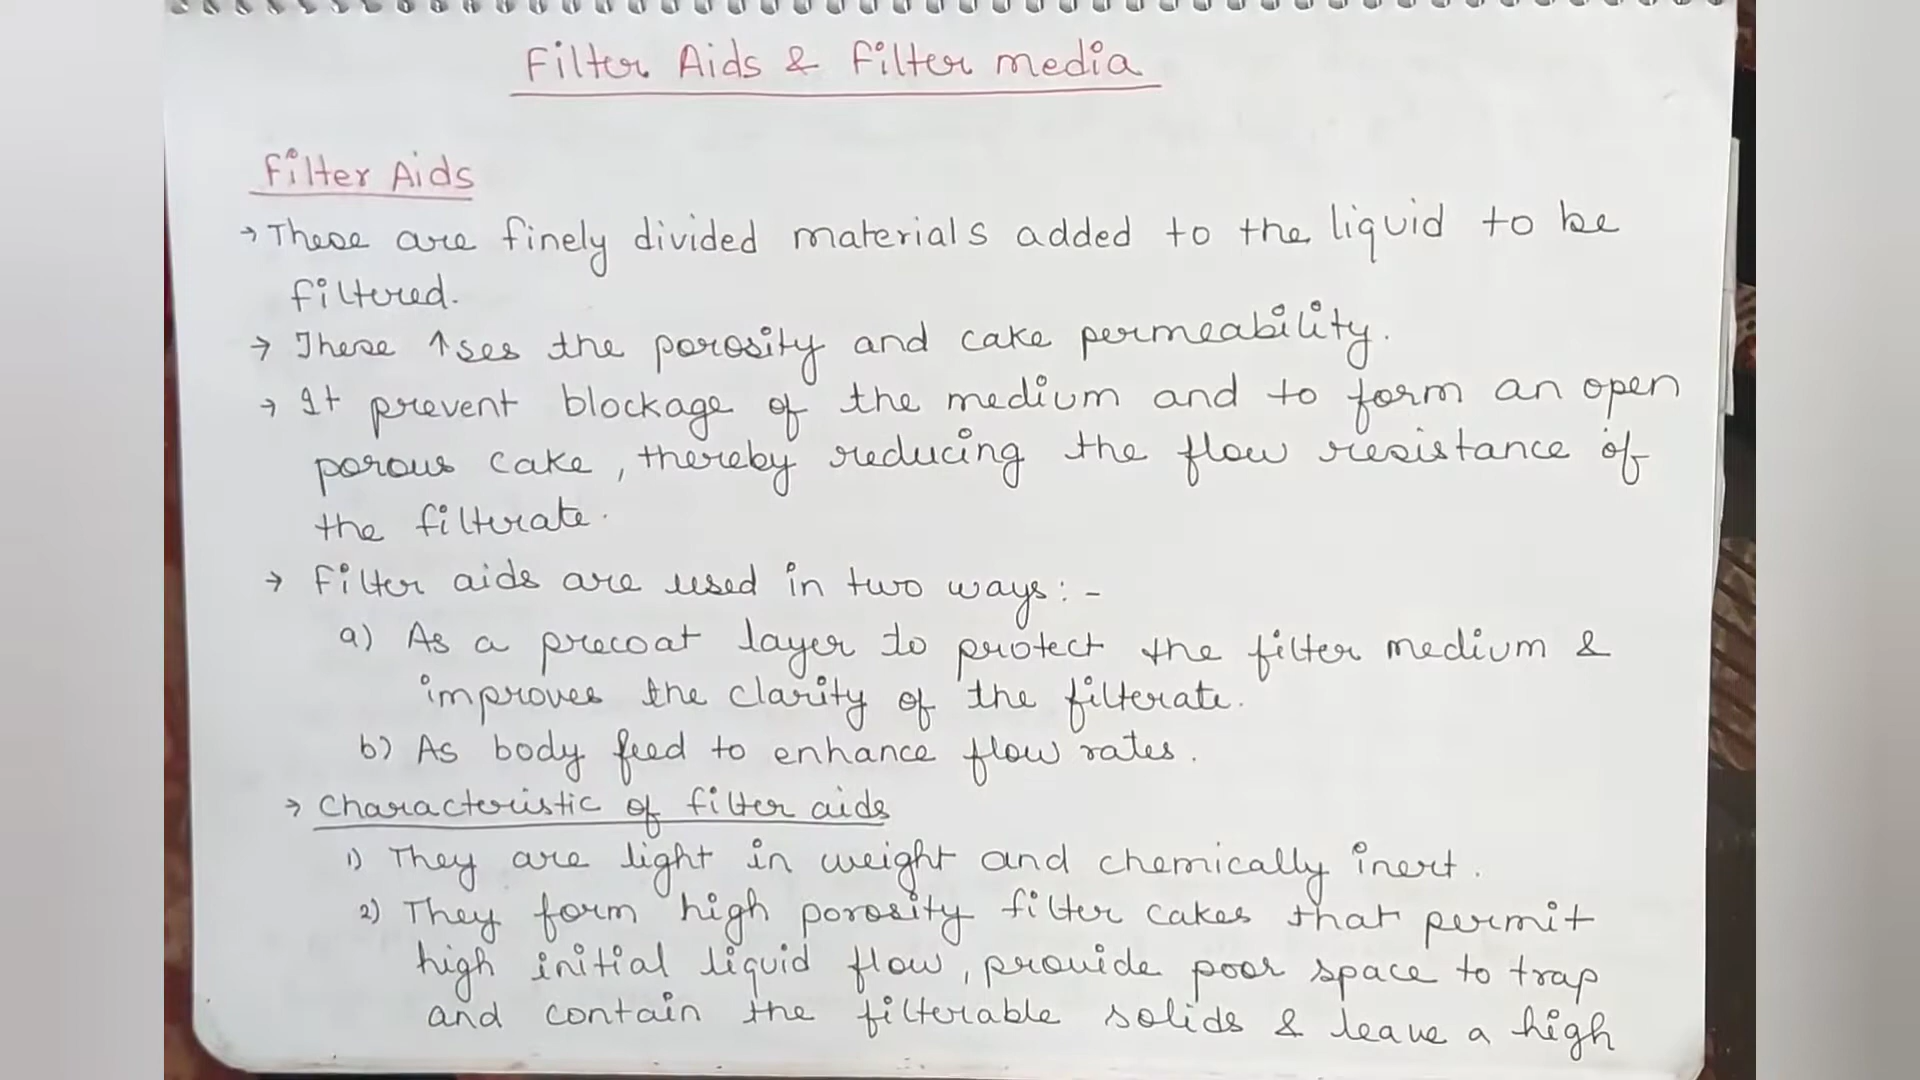 Filter Aids & Filter media
Filter Aids
→ These are finely divided materials added to the liquid to be
filtered.
→ These ↑ses the porosity and cake permeability.
→ It prevent blockage of the medium and to form an open
porous cake, thereby reducing the flow resistance of
the filterate.
→ Filter aids are used in two ways:-
a) As a precoat layer to protect the filter medium &
improves the clarity of the filterate.
b) As body feed to enhance flow rates.
→ Characteristic of filter aids
1) They are light in weight and chemically inert.
2) They form high porosity filter cakes that permit
high initial liquid flow, provide poor space to trap
and contain the filterable solids & leave a high